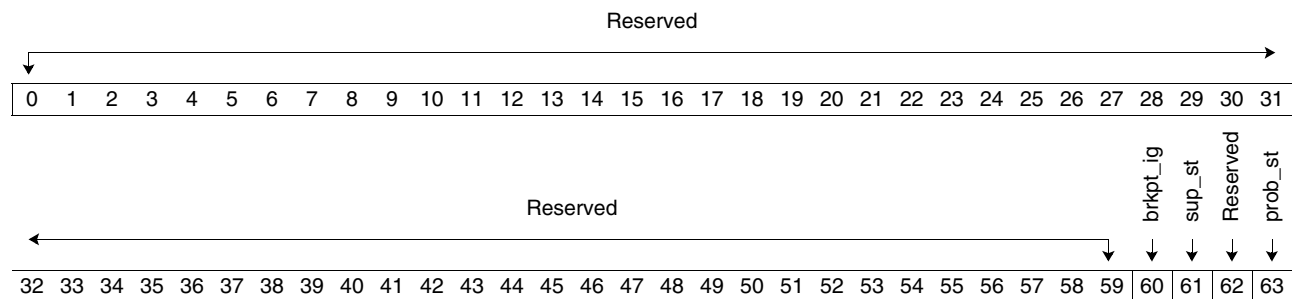 Reserved
0 1 2 3 4 5 6 7 8 9 10 11 12 13 14 15 16 17 18 19 20 21 22 23 24 25 26 27 28 29 30 31
Reserved
brkpt_ig
sup_st
Reserved
prob_st
32 33 34 35 36 37 38 39 40 41 42 43 44 45 46 47 48 49 50 51 52 53 54 55 56 57 58 59 60 61 62 63